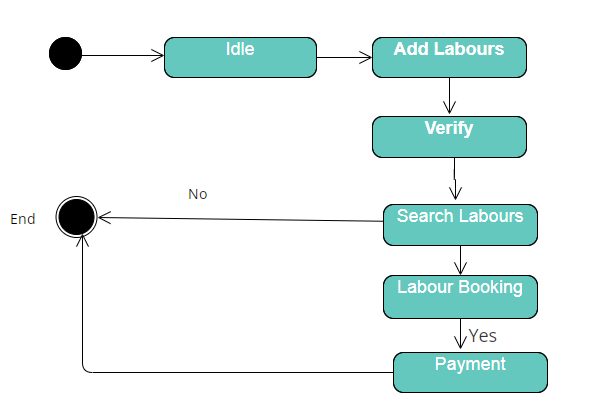 Idle
Add Labours
Verify
No
Search Labours
End
Labour Booking
Yes
Payment